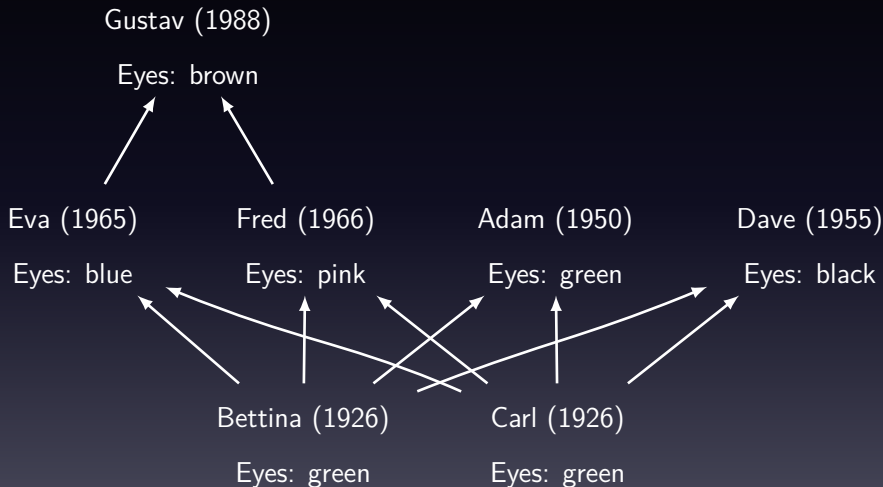 Gustav (1988)
Eyes: brown
Eva (1965)
Eyes: blue
Fred (1966)
Eyes: pink
Adam (1950)
Eyes: green
Dave (1955)
Eyes: black
Bettina (1926)
Eyes: green
Carl (1926)
Eyes: green